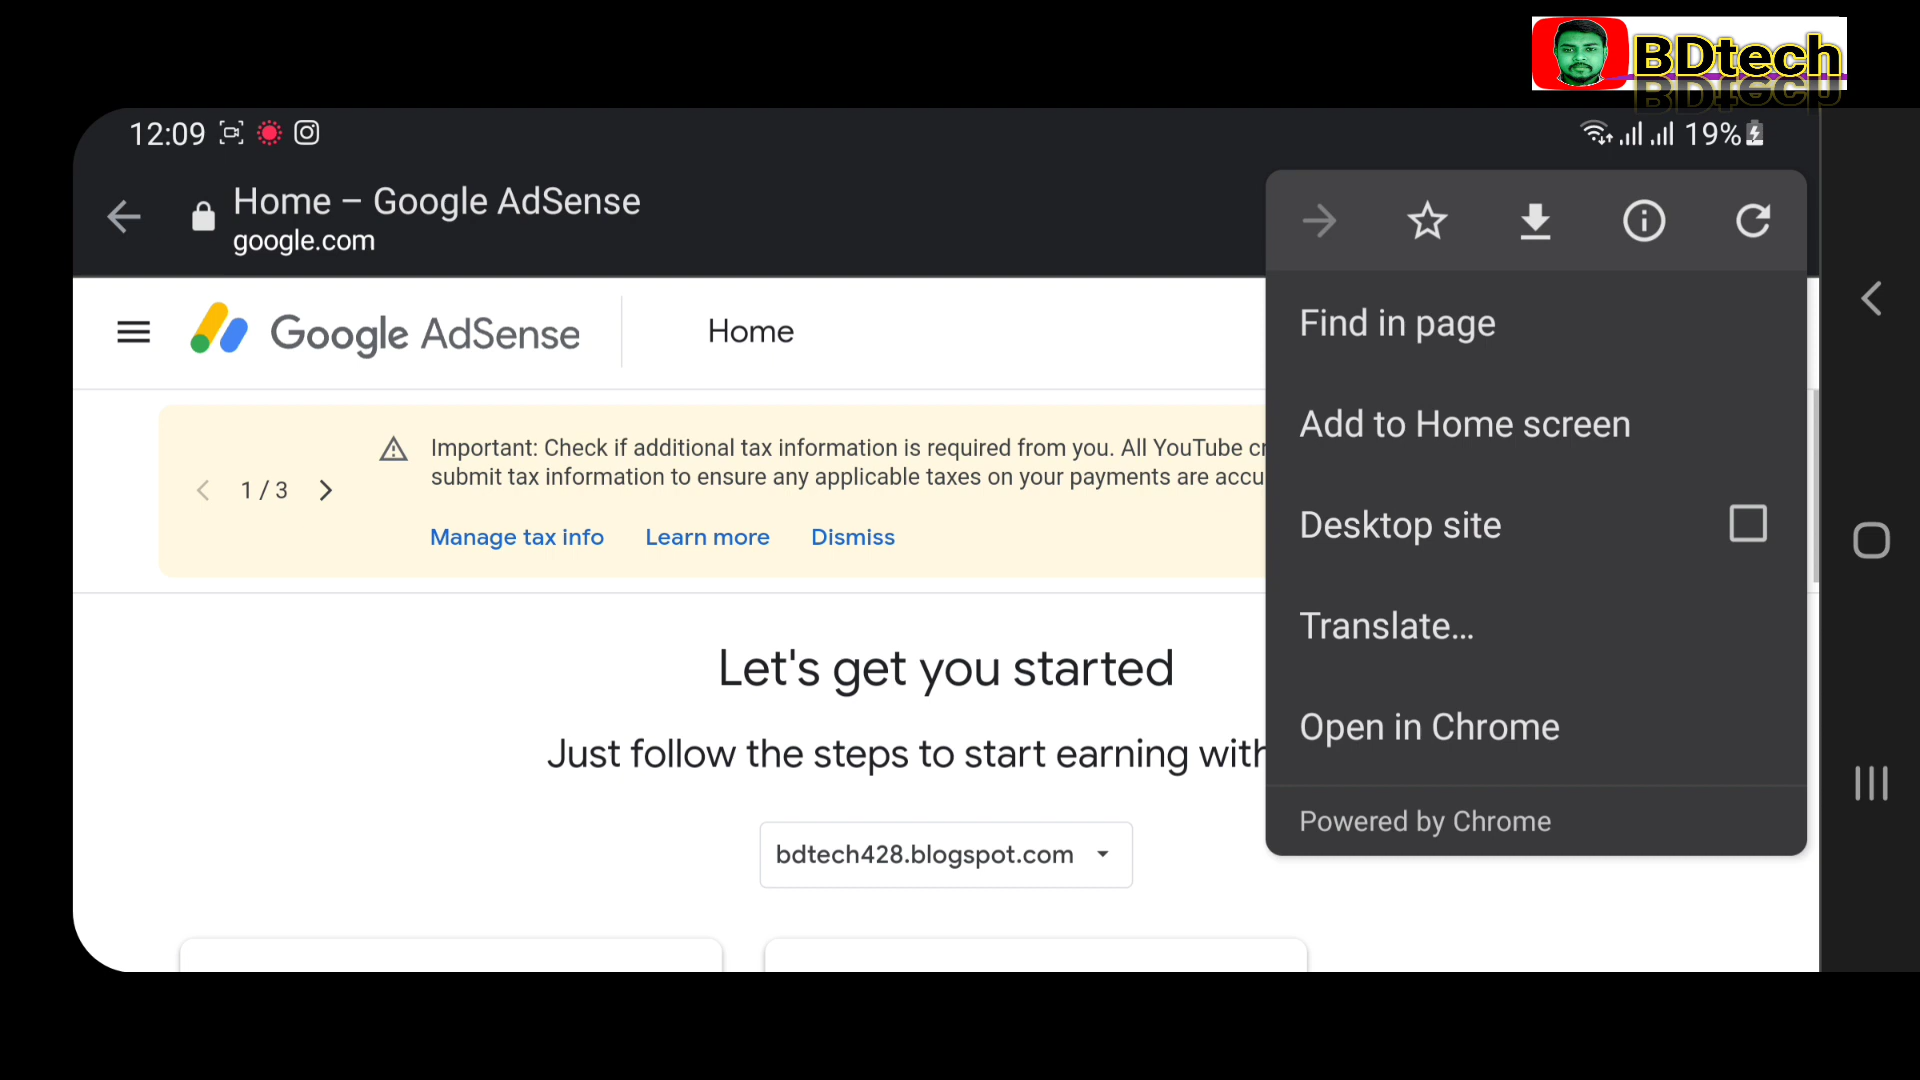 BDtech
12:09
19%
Home – Google AdSense
google.com
Google AdSense
Home
1 / 3
Important: Check if additional tax information is required from you. All YouTube cr
submit tax information to ensure any applicable taxes on your payments are accu
Manage tax info
Learn more
Dismiss
Let's get you started
Just follow the steps to start earning with
bdtech428.blogspot.com
Find in page
Add to Home screen
Desktop site
Translate...
Open in Chrome
Powered by Chrome